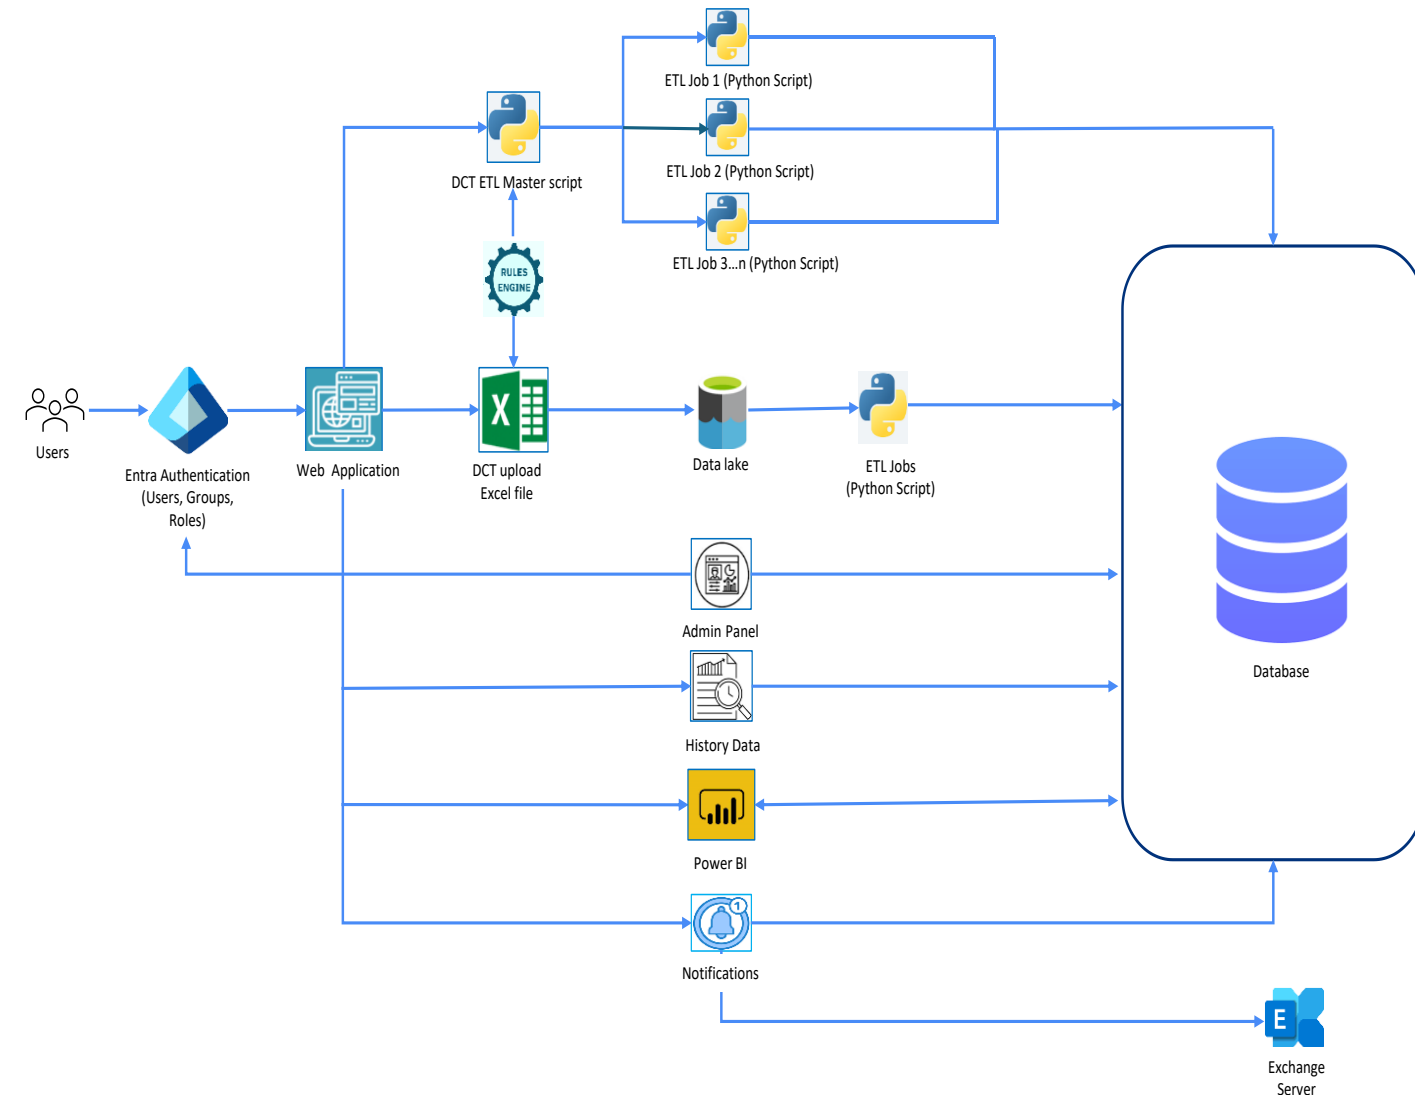 ETL Job 1 (Python Script)
DCT ETL Master script
ETL Job 2 (Python Script)
ETL Job 3...n (Python Script)
RULES
ENGINE
X
Users
Entra Authentication
(Users, Groups,
Roles)
Web Application
DCT upload
Excel file
Data lake
ETL Jobs
(Python Script)
Admin Panel
History Data
Power BI
1
Notifications
Database
E
Exchange
Server